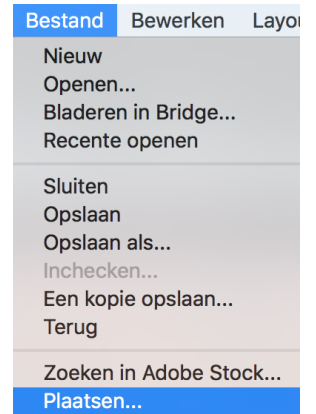 Bestand Bewerken
Nieuw
Openen...
Bladeren in Bridge...
Recente openen
Sluiten
Opslaan
Opslaan als...
Inchecken...
Een kopie opslaan...
Terug
Zoeken in Adobe Stock...
Plaatsen...